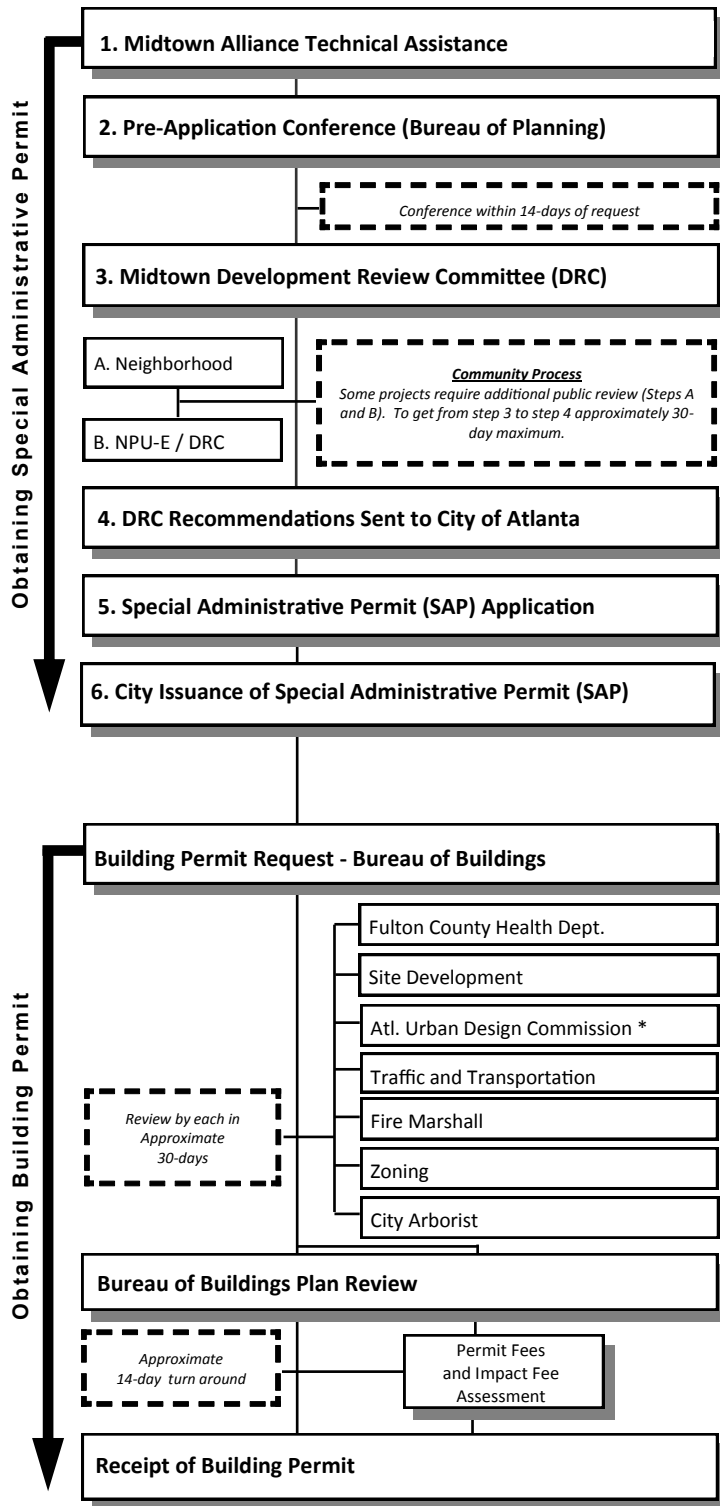 Obtaining Special Administrative Permit
1. Midtown Alliance Technical Assistance
2. Pre-Application Conference (Bureau of Planning)
Conference within 14-days of request
3. Midtown Development Review Committee (DRC)
A. Neighborhood
B. NPU-E / DRC
Community Process
Some projects require additional public review (Steps A
and B). To get from step 3 to step 4 approximately 30-
day maximum.
4. DRC Recommendations Sent to City of Atlanta
5. Special Administrative Permit (SAP) Application
6. City Issuance of Special Administrative Permit (SAP)
Obtaining Building Permit
Building Permit Request - Bureau of Buildings
Fulton County Health Dept.
Site Development
Atl. Urban Design Commission *
Traffic and Transportation
Fire Marshall
Zoning
City Arborist
Review by each in
Approximate
30-days
Bureau of Buildings Plan Review
Approximate
14-day turn around
Permit Fees
and Impact Fee
Assessment
Receipt of Building Permit